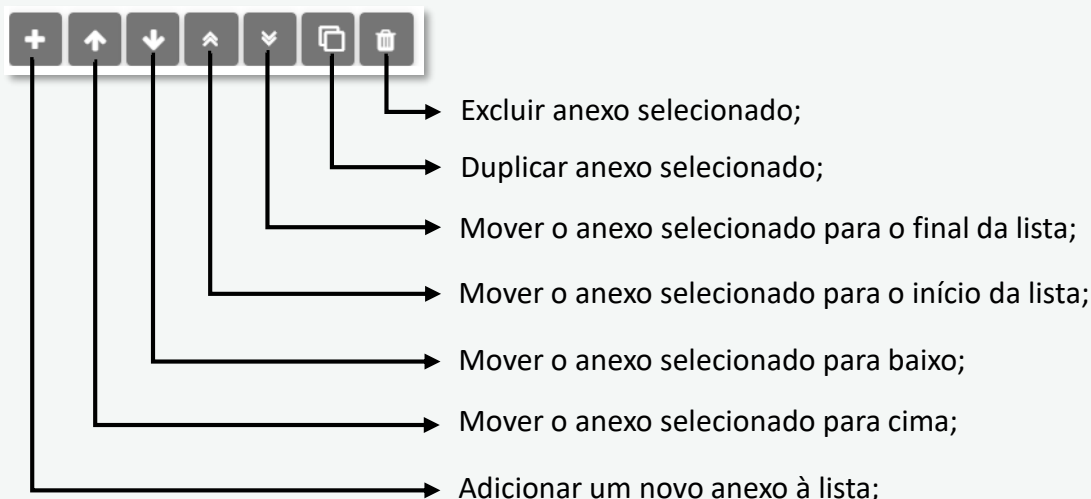 Excluir anexo selecionado;
Duplicar anexo selecionado;
Mover o anexo selecionado para o final da lista;
Mover o anexo selecionado para o início da lista;
Mover o anexo selecionado para baixo;
Mover o anexo selecionado para cima;
Adicionar um novo anexo à lista;